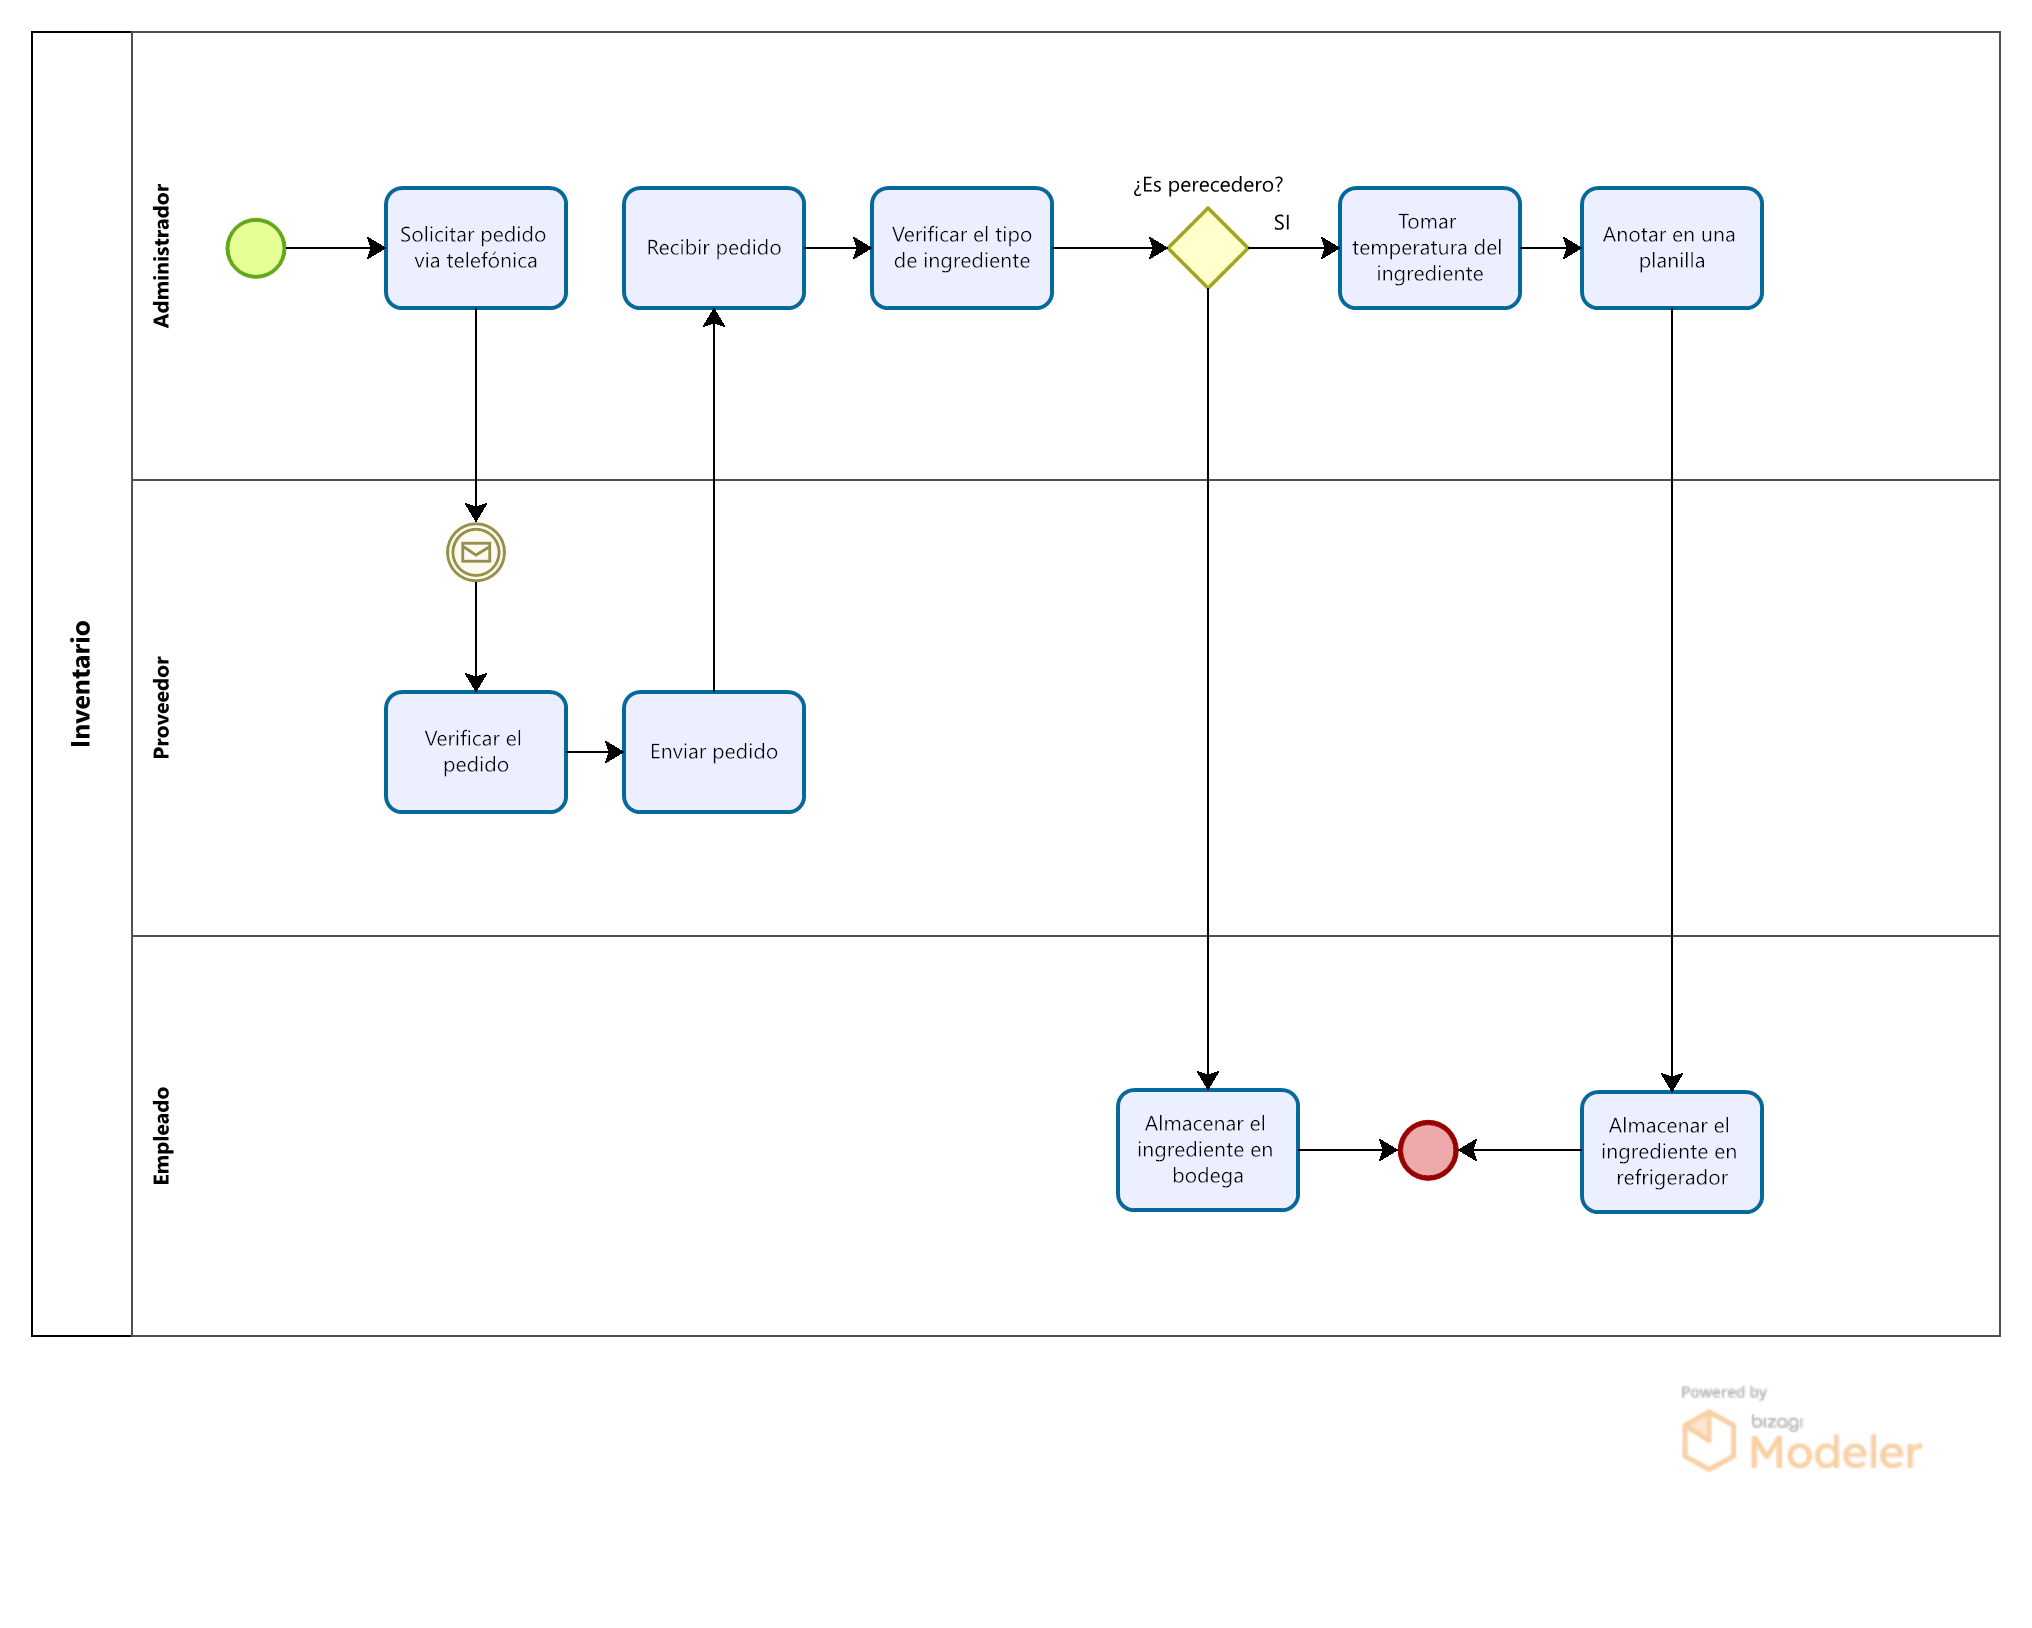 Inventario
Administrador
Solicitar pedido
via telefónica
Recibir pedido
Verificar el tipo
de ingrediente
¿Es perecedero?
SI
Tomar
temperatura del
ingrediente
Anotar en una
planilla
Proveedor
Verificar el
pedido
Enviar pedido
Empleado
Almacenar el
ingrediente en
bodega
Almacenar el
ingrediente en
refrigerador
Powered by
bizagi
Modeler